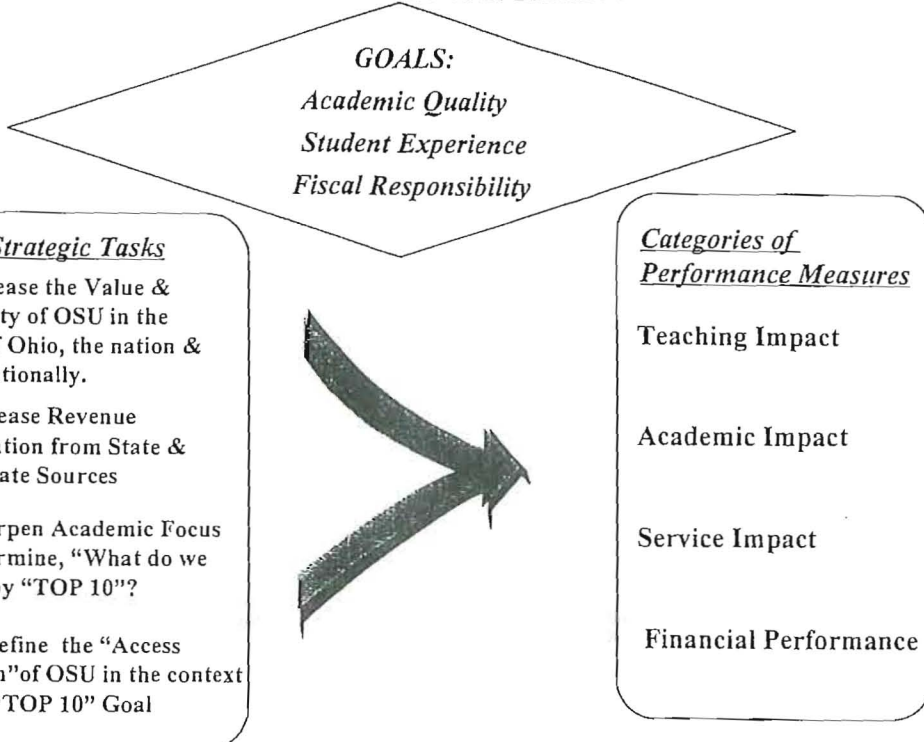 GOALS:
Academic Quality
Student Experience
Fiscal Responsibility
Strategic Tasks
ease the Value &
ty of OSU in the
f Ohio, the nation &
tionally.
ease Revenue
ation from State &
ate Sources
rpen Academic Focus
rmine, “What do we
by “TOP 10”?
efine the “Access
n”of OSU in the context
“TOP 10” Goal
Categories of
Performance Measures
Teaching Impact
Academic Impact
Service Impact
Financial Performance